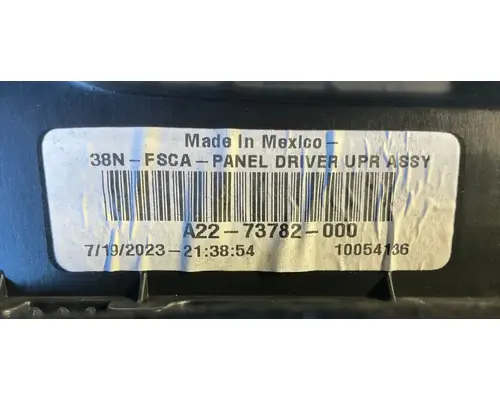 Made In Mexico-
38N-FSCA-PANEL DRIVER UPR ASSY
A22-73782-000
7/19/2023-21:38:54 10054136